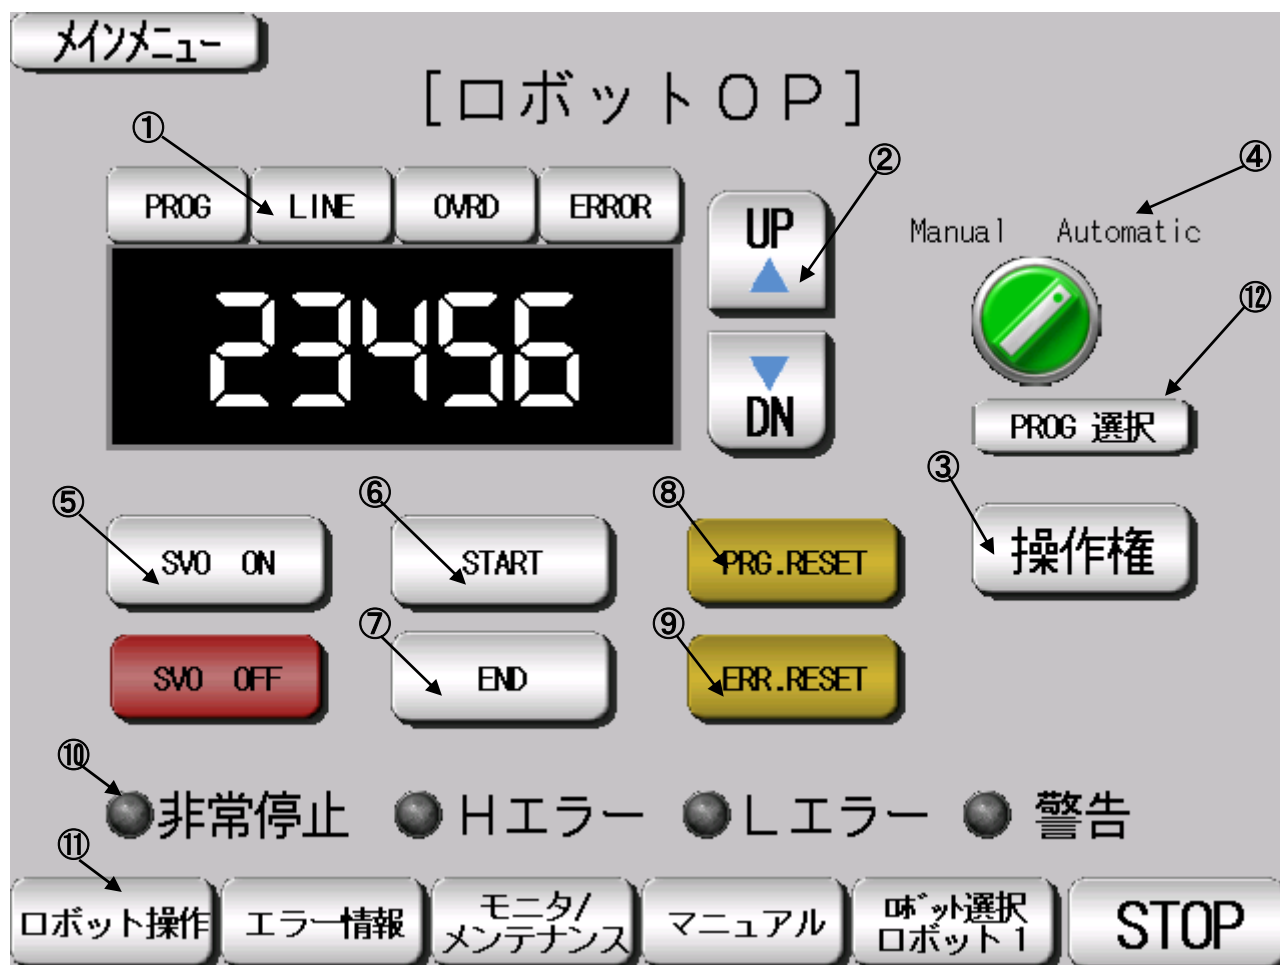 メインメニュー
[ロボットOP]
①
②
④
PROG LINE OVRD ERROR
UP
Manual Automatic
⑫
23456
DN
PROG 選択
③
⑤
⑥
⑧
SVO ON
START
PRG.RESET
操作権
⑦
⑨
SVO OFF
END
ERR.RESET
⑩
非常停止 Hエラー Lエラー 警告
⑪
ロボット操作
エラー情報
モニタ/
メンテナンス
マニュアル
ロボット選択
ロボット1
STOP